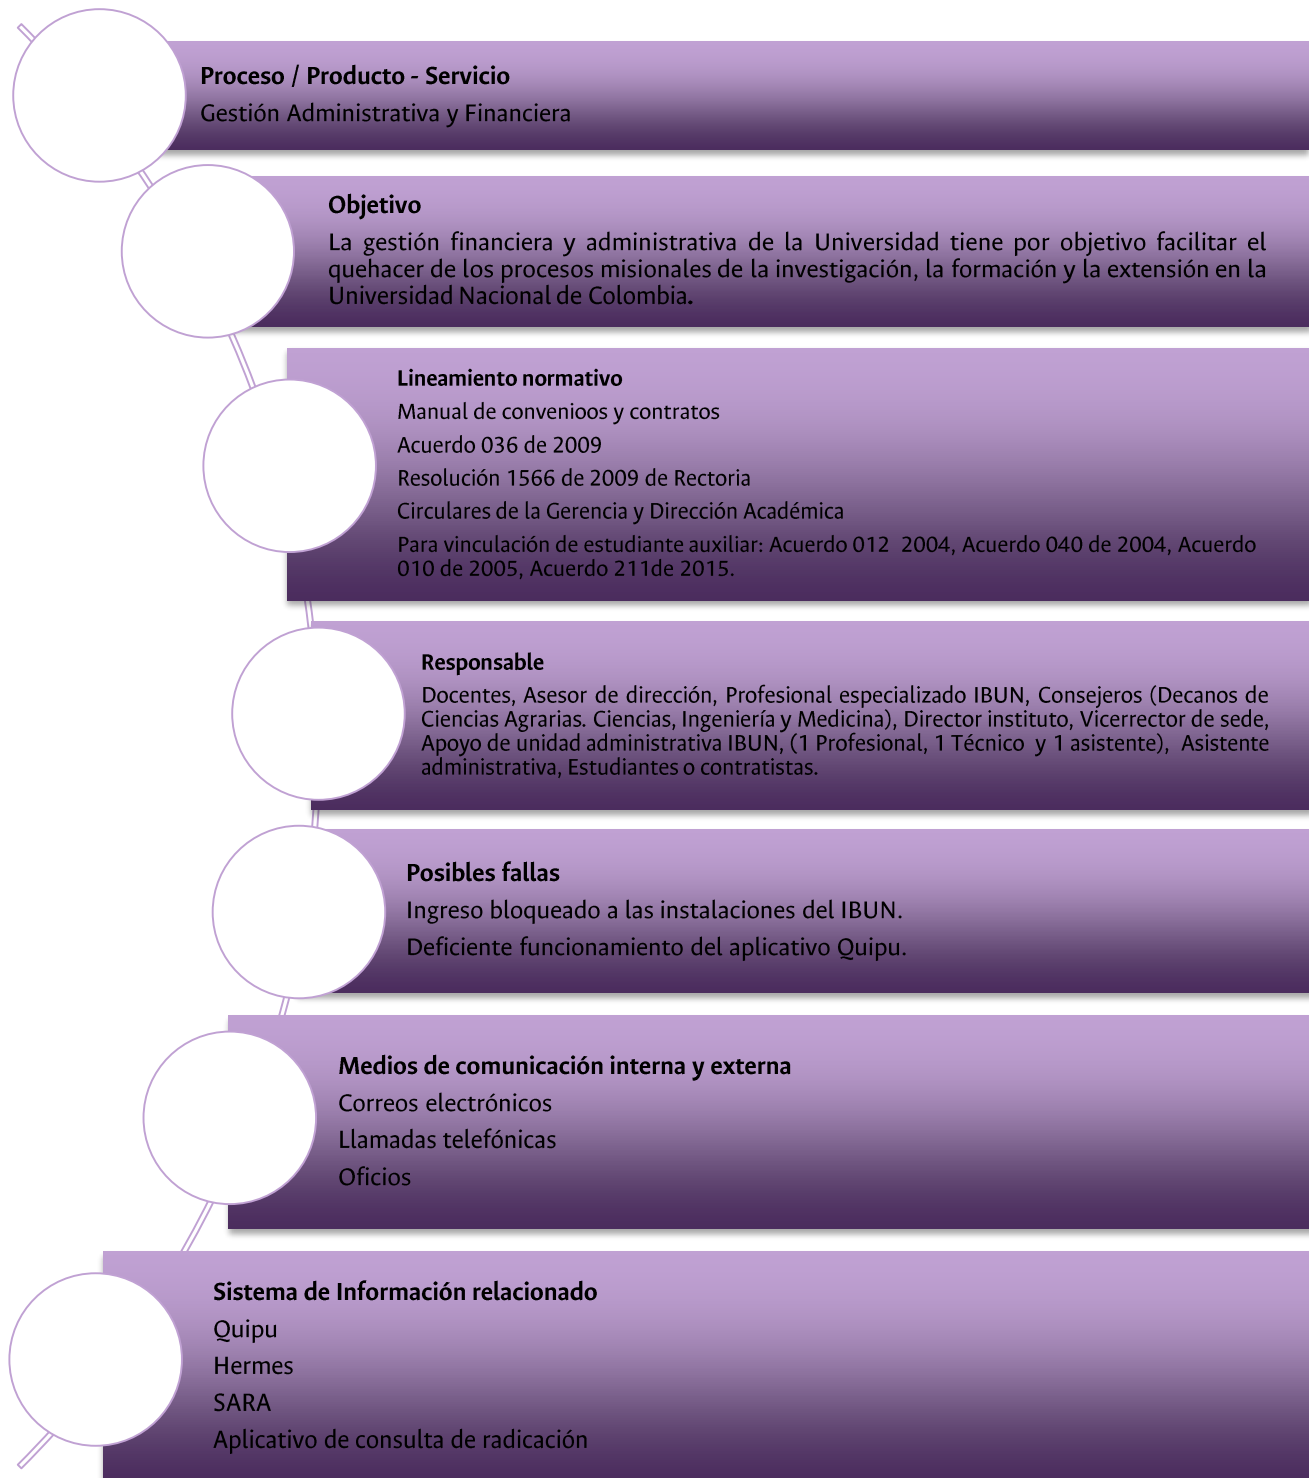 Proceso / Producto - Servicio
Gestión Administrativa y Financiera
Objetivo
La gestión financiera y administrativa de la Universidad tiene por objetivo facilitar el
quehacer de los procesos misionales de la investigación, la formación y la extensión en la
Universidad Nacional de Colombia.
Lineamiento normativo
Manual de convenioos y contratos
Acuerdo 036 de 2009
Resolución 1566 de 2009 de Rectoria
Circulares de la Gerencia y Dirección Académica
Para vinculación de estudiante auxiliar: Acuerdo 012  2004, Acuerdo 040 de 2004, Acuerdo
010 de 2005, Acuerdo 211de 2015.
Responsable
Docentes, Asesor de dirección, Profesional especializado IBUN, Consejeros (Decanos de
Ciencias Agrarias. Ciencias, Ingeniería y Medicina), Director instituto, Vicerrector de sede,
Apoyo de unidad administrativa IBUN, (1 Profesional, 1 Técnico  y 1 asistente),  Asistente
administrativa, Estudiantes o contratistas.
Posibles fallas
Ingreso bloqueado a las instalaciones del IBUN.
Deficiente funcionamiento del aplicativo Quipu.
Medios de comunicación interna y externa
Correos electrónicos
Llamadas telefónicas
Oficios
Sistema de Información relacionado
Quipu
Hermes
SARA
Aplicativo de consulta de radicación